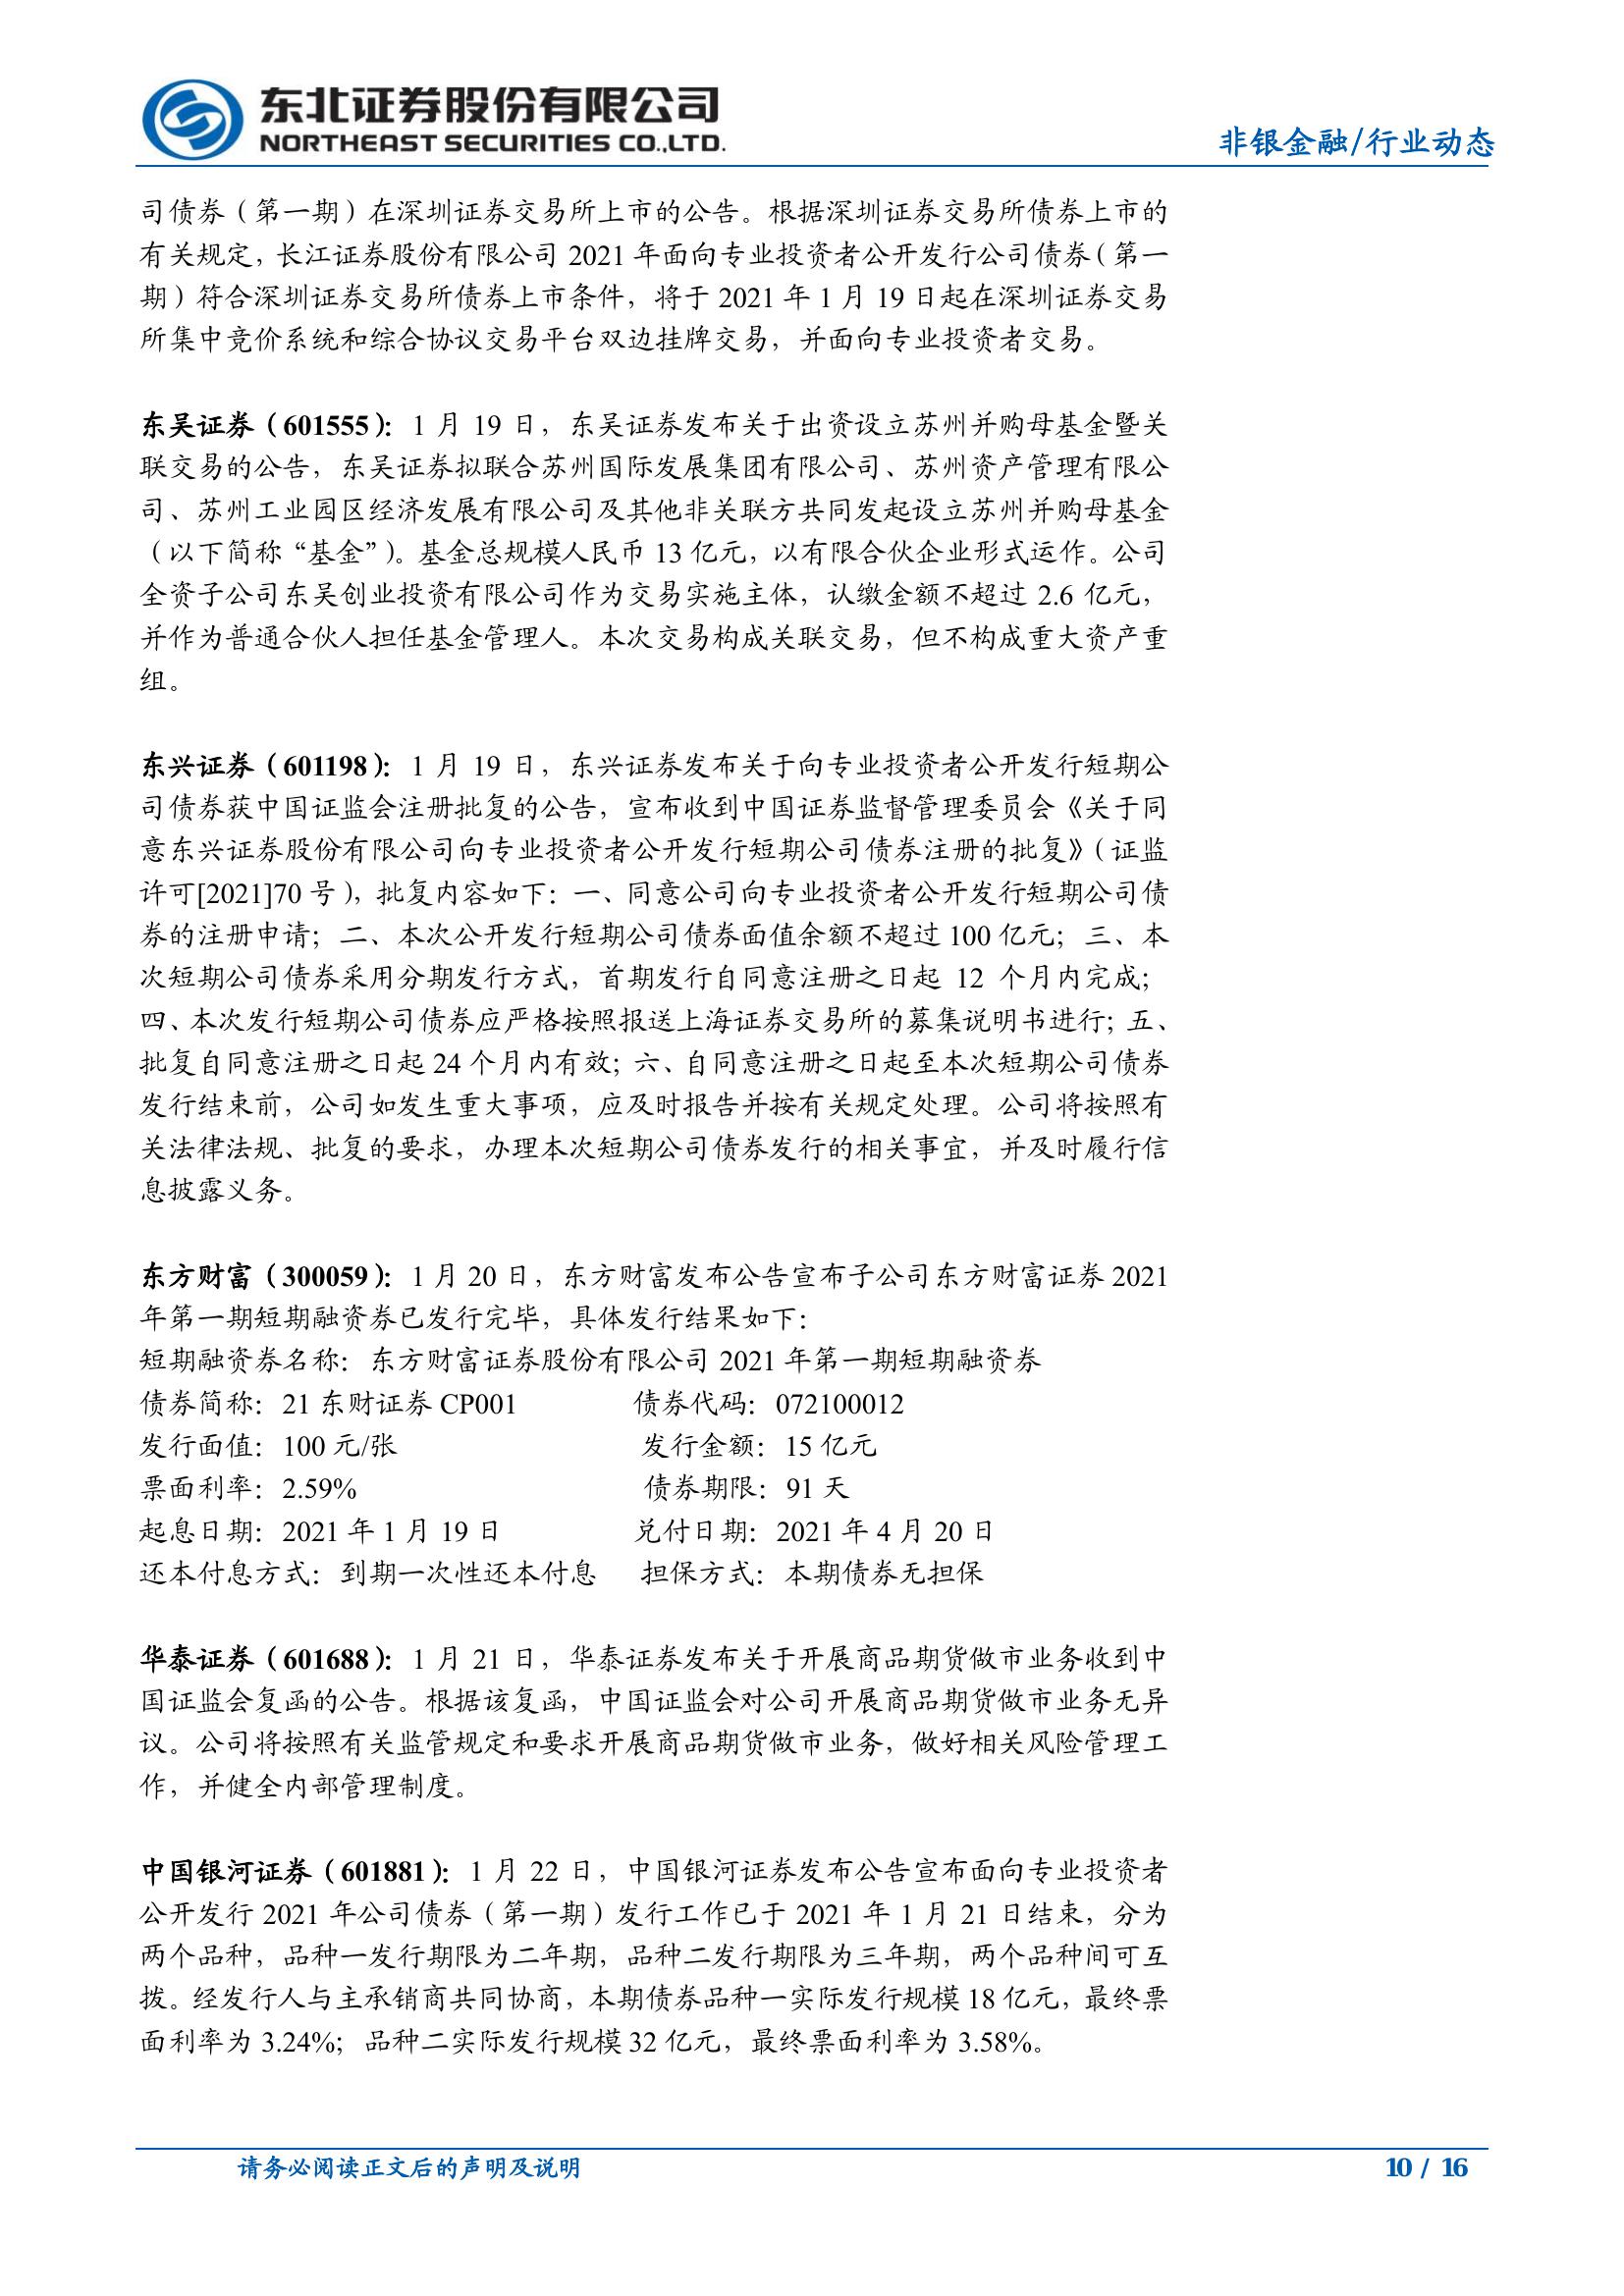 东北证券股份有限公司
NORTHEAST SECURITIES CO.,LTD.
非银金融/行业动态
司债券（第一期）在深圳证券交易所上市的公告。根据深圳证券交易所债券上市的
有关规定，长江证券股份有限公司 2021 年面向专业投资者公开发行公司债券（第一
期）符合深圳证券交易所债券上市条件，将于 2021 年 1 月 19 日起在深圳证券交易
所集中竞价系统和综合协议交易平台双边挂牌交易，并面向专业投资者交易。
东吴证券（601555）：1 月 19 日，东吴证券发布关于出资设立苏州并购母基金暨关
联交易的公告，东吴证券拟联合苏州国际发展集团有限公司、苏州资产管理有限公
司、苏州工业园区经济发展有限公司及其他非关联方共同发起设立苏州并购母基金
（以下简称“基金”）。基金总规模人民币 13 亿元，以有限合伙企业形式运作。公司
全资子公司东吴创业投资有限公司作为交易实施主体，认缴金额不超过 2.6 亿元，
并作为普通合伙人担任基金管理人。本次交易构成关联交易，但不构成重大资产重
组。
东兴证券（601198）：1 月 19 日，东兴证券发布关于向专业投资者公开发行短期公
司债券获中国证监会注册批复的公告，宣布收到中国证券监督管理委员会《关于同
意东兴证券股份有限公司向专业投资者公开发行短期公司债券注册的批复》（证监
许可[2021]70 号），批复内容如下：一、同意公司向专业投资者公开发行短期公司债
券的注册申请；二、本次公开发行短期公司债券面值余额不超过 100 亿元；三、本
次短期公司债券采用分期发行方式，首期发行自同意注册之日起 12 个月内完成；
四、本次发行短期公司债券应严格按照报送上海证券交易所的募集说明书进行；五、
批复自同意注册之日起 24 个月内有效；六、自同意注册之日起至本次短期公司债券
发行结束前，公司如发生重大事项，应及时报告并按有关规定处理。公司将按照有
关法律法规、批复的要求，办理本次短期公司债券发行的相关事宜，并及时履行信
息披露义务。
东方财富（300059）：1 月 20 日，东方财富发布公告宣布子公司东方财富证券 2021
年第一期短期融资券已发行完毕，具体发行结果如下：
短期融资券名称：东方财富证券股份有限公司 2021 年第一期短期融资券
债券简称：21 东财证券 CP001 债券代码：072100012
发行面值：100 元/张 发行金额：15 亿元
票面利率：2.59% 债券期限：91 天
起息日期：2021 年 1 月 19 日 兑付日期：2021 年 4 月 20 日
还本付息方式：到期一次性还本付息 担保方式：本期债券无担保
华泰证券（601688）：1 月 21 日，华泰证券发布关于开展商品期货做市业务收到中
国证监会复函的公告。根据该复函，中国证监会对公司开展商品期货做市业务无异
议。公司将按照有关监管规定和要求开展商品期货做市业务，做好相关风险管理工
作，并健全内部管理制度。
中国银河证券（601881）：1 月 22 日，中国银河证券发布公告宣布面向专业投资者
公开发行 2021 年公司债券（第一期）发行工作已于 2021 年 1 月 21 日结束，分为
两个品种，品种一发行期限为二年期，品种二发行期限为三年期，两个品种间可互
拨。经发行人与主承销商共同协商，本期债券品种一实际发行规模 18 亿元，最终票
面利率为 3.24%；品种二实际发行规模 32 亿元，最终票面利率为 3.58%。
请务必阅读正文后的声明及说明
10 / 16